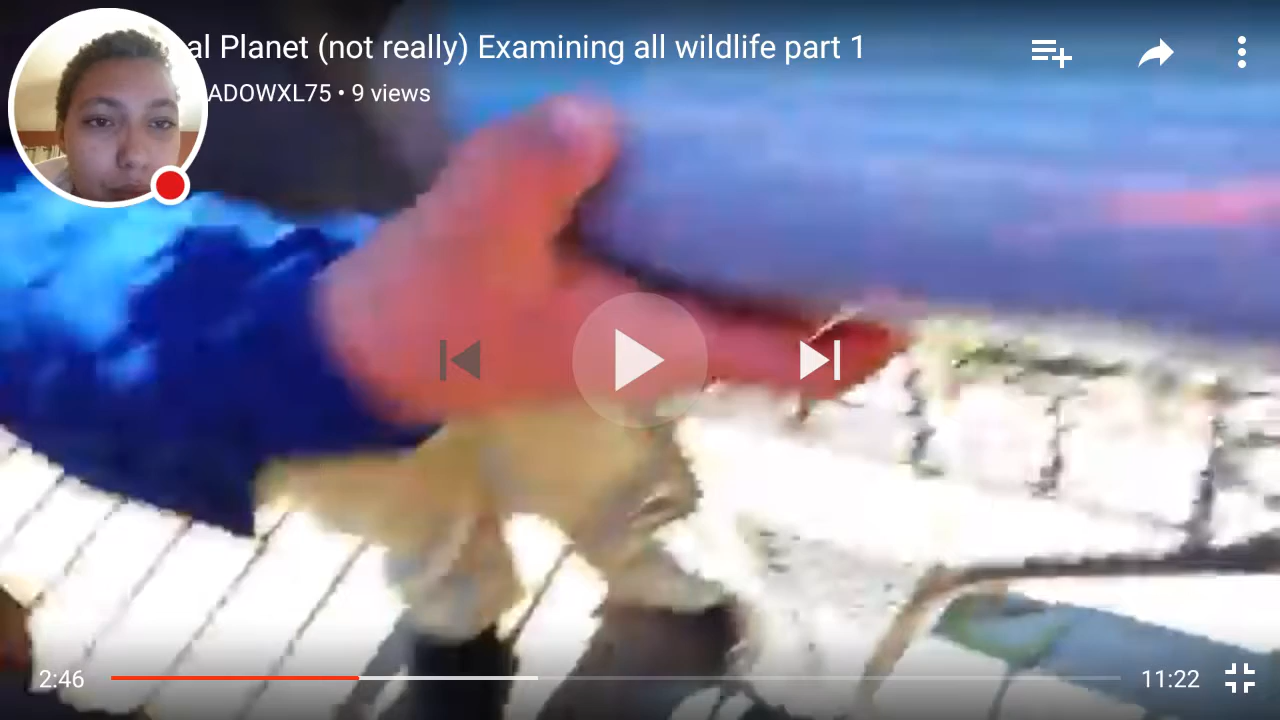 al Planet (not really) Examining all wildlife part 1
ADOWXL75 • 9 views
2:46
11:22